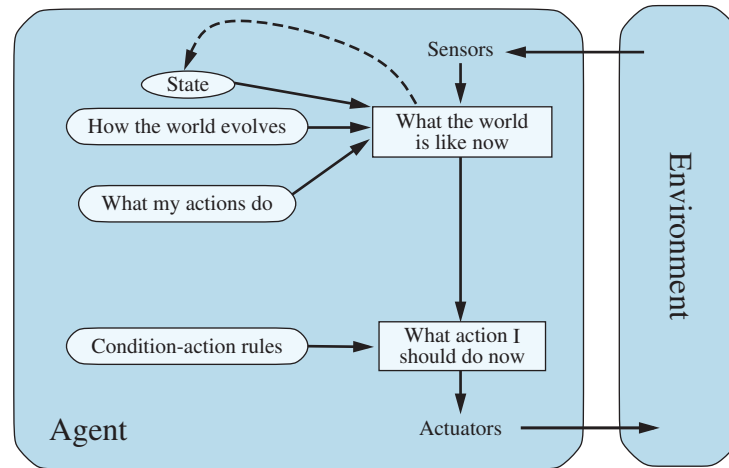 Sensors
State
How the world evolves
What the world
is like now
What my actions do
Environment
Condition-action rules
What action I
should do now
Agent
Actuators